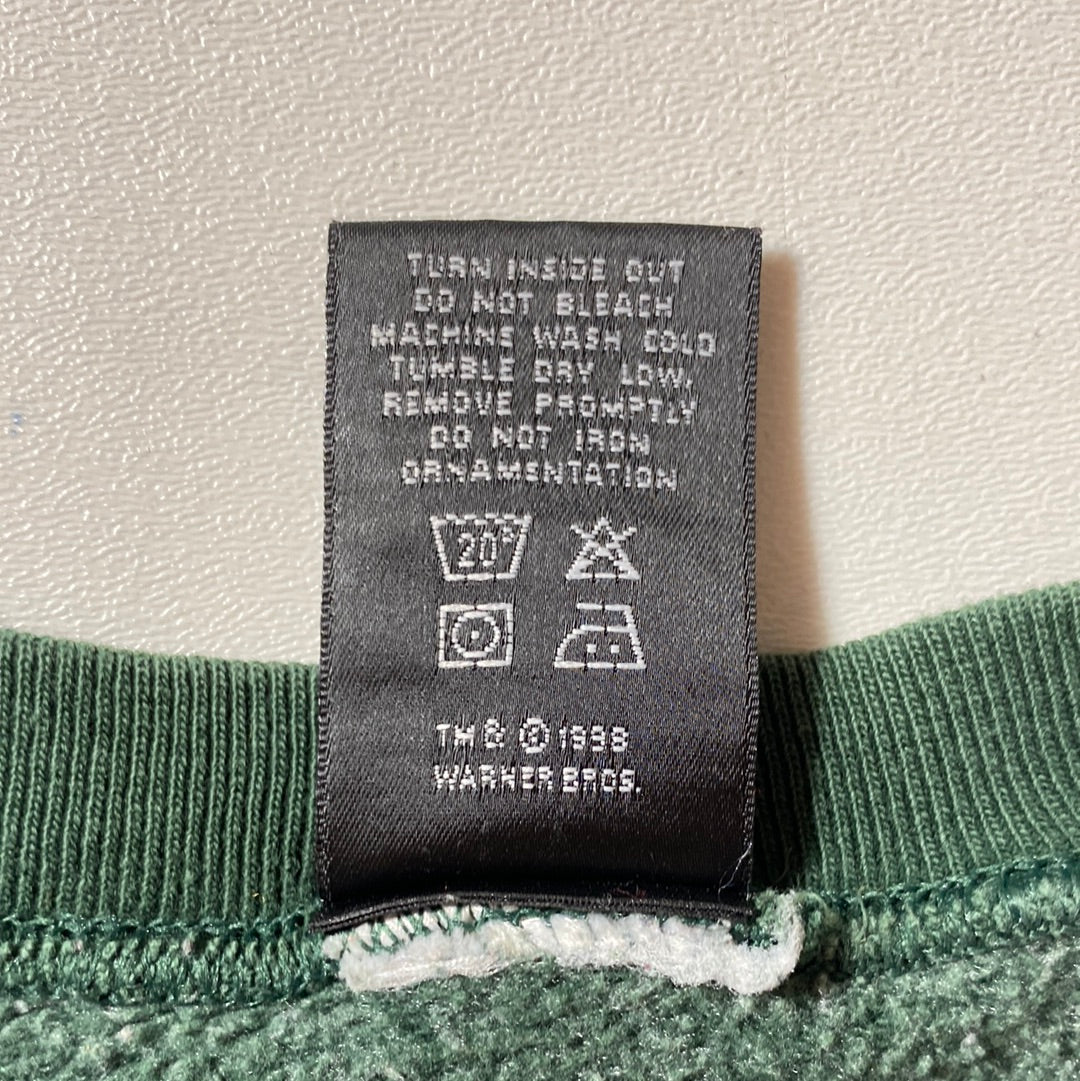 TURN INSIDE OUT
DO NOT BLEACH
MACHINE WASH COLD
TUMBLE DRY LOW.
REMOVE PROMPTLY
DO NOT IRON
ORNAMENTATION
20°
TM & © 1998
WARNER BROS.